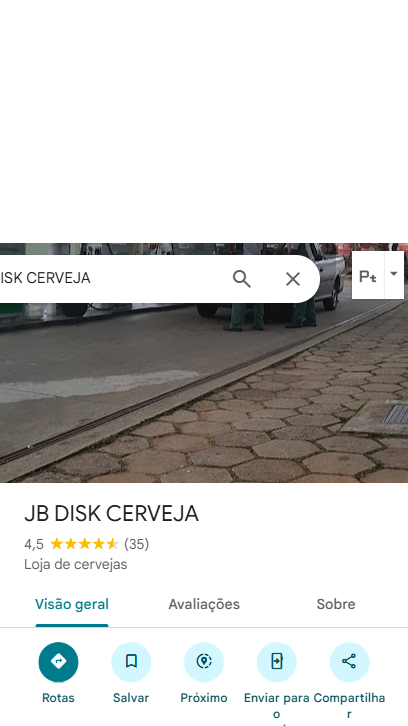 ISK CERVEJA
Pt
JB DISK CERVEJA
4,5 (35)
Loja de cervejas
Visão geral Avaliações Sobre
Rotas Salvar Próximo Enviar para o Compartilhar